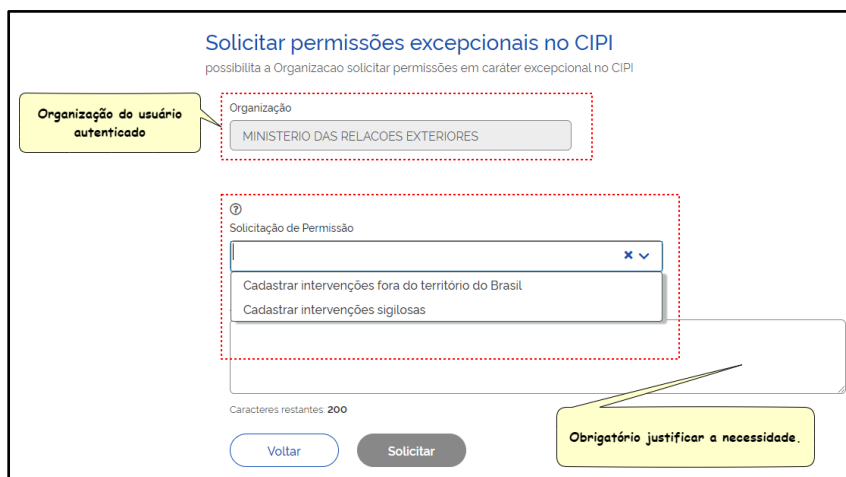 Solicitar permissões excepcionais no CIPI
possibilita a Organizacao solicitar permissões em caráter excepcional no CIPI
Organização do usuário
autenticado
Organização
MINISTERIO DAS RELACOES EXTERIORES
?
Solicitação de Permissão
Cadastrar intervenções fora do território do Brasil
Cadastrar intervenções sigilosas
Caracteres restantes: 200
Obrigatório justificar a necessidade.
Voltar
Solicitar